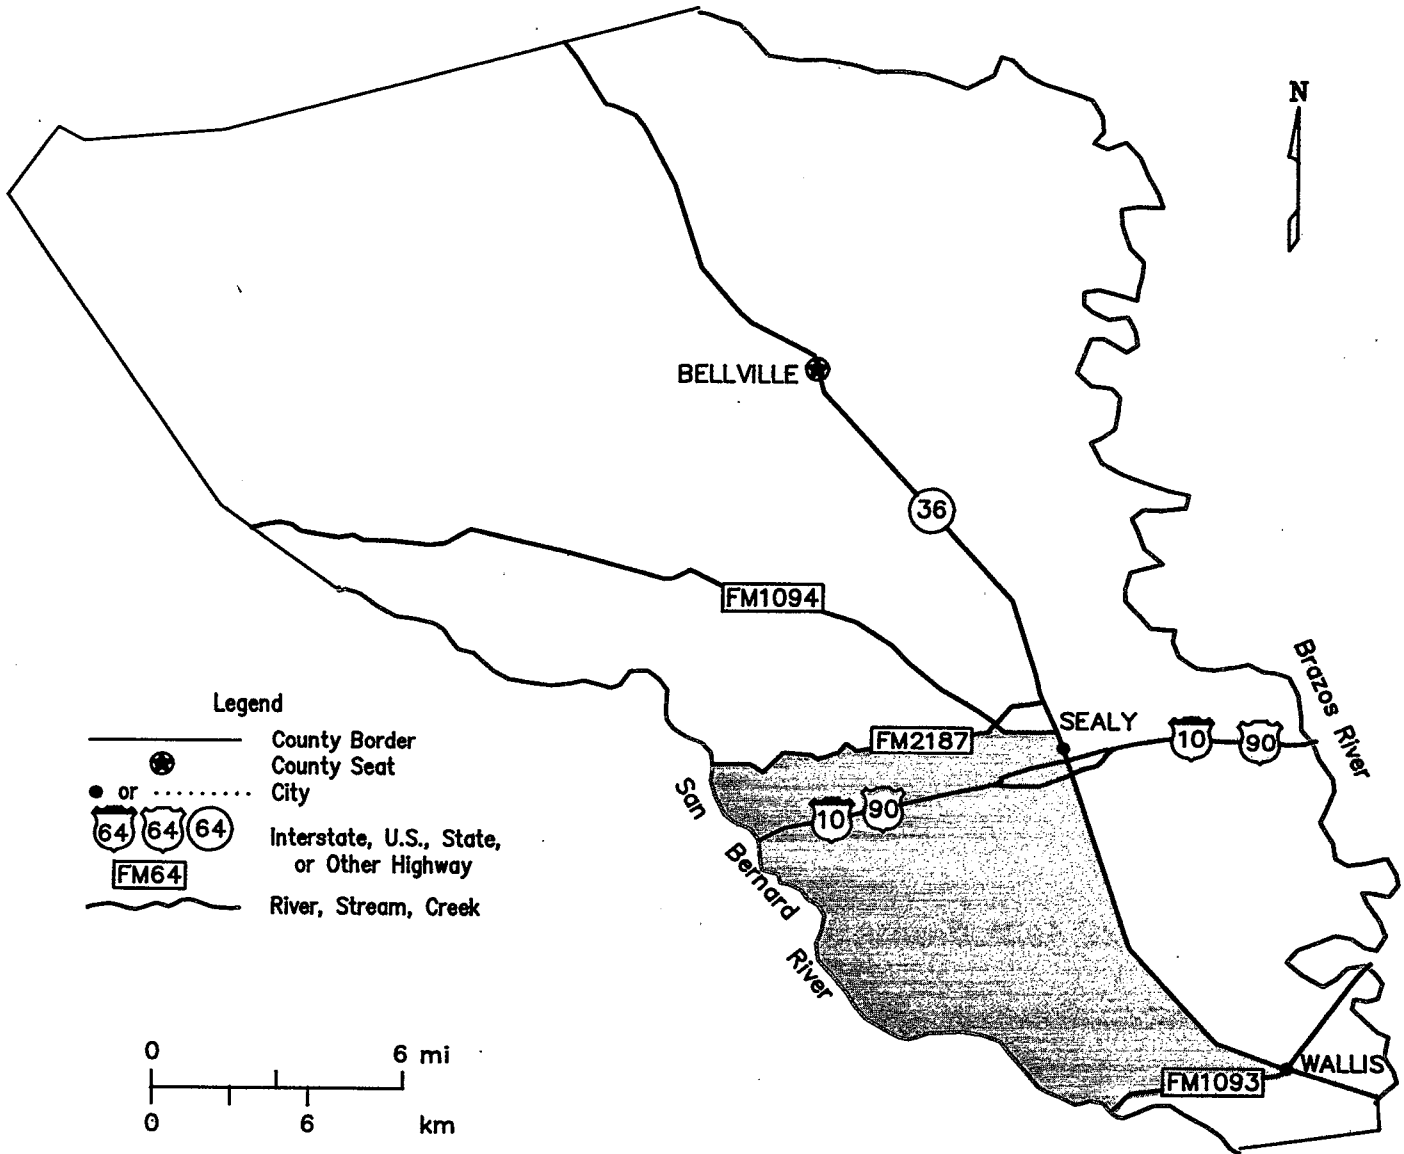 N
BELLVILLE
36
FM1094
Brazos River
SEALY
10 90
FM2187
10 90
San Bernard River
Legend
County Border
County Seat
or City
64 64 64 Interstate, U.S., State,
or Other Highway
FM64
River, Stream, Creek
0 6 mi
0 6 km
WALLIS
FM1093